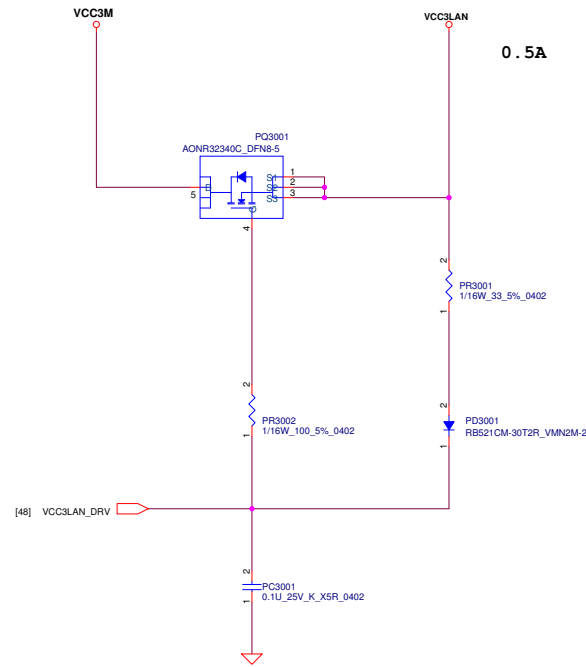 VCC3M
VCC3LAN
0.5A
PQ3001
AONR32340C_DFN8-5
D
5
S1
1
S2
2
S3
3
G
4
2
PR3001
1/16W_33_5%_0402
1
2
PR3002
1/16W_100_5%_0402
1
2
PD3001
RB521CM-30T2R_VMN2M-2
1
[48] VCC3LAN_DRV
2
PC3001
0.1U_25V_K_X5R_0402
1